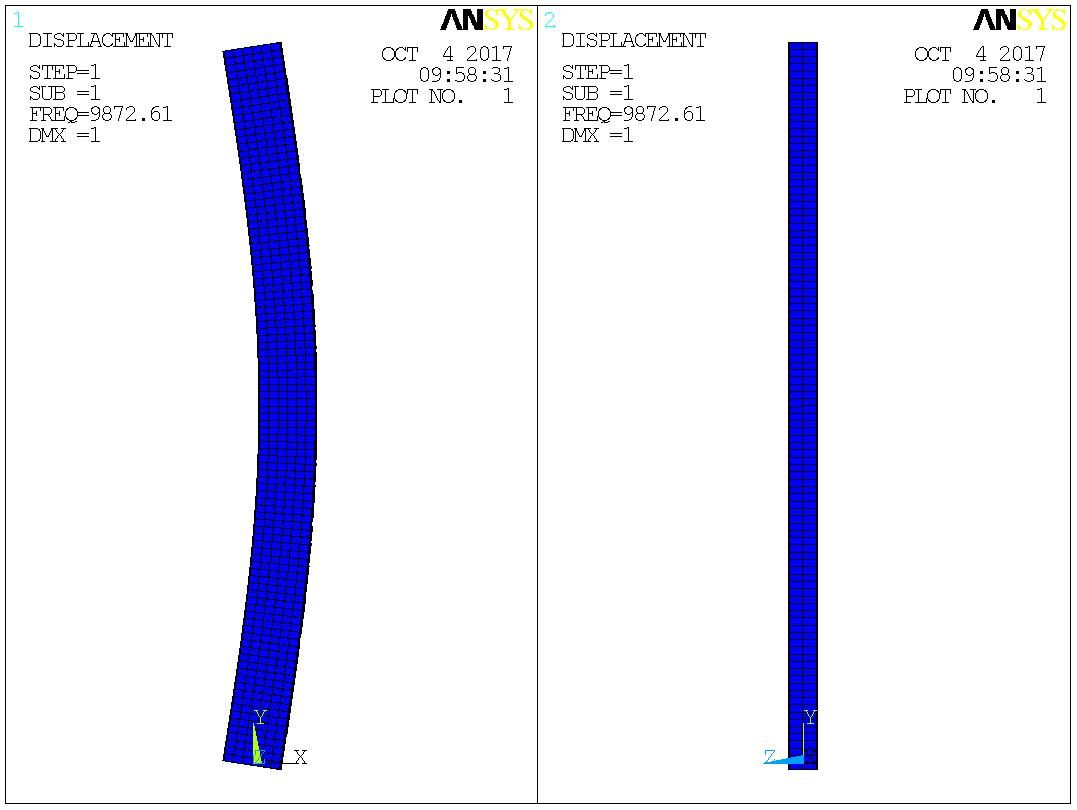 1
ANSYS
DISPLACEMENT
STEP=1
SUB =1
FREQ=9872.61
DMX =1
OCT  4 2017
09:58:31
PLOT NO.   1
Y
Z
X
2
ANSYS
DISPLACEMENT
STEP=1
SUB =1
FREQ=9872.61
DMX =1
OCT  4 2017
09:58:31
PLOT NO.   1
Y
Z